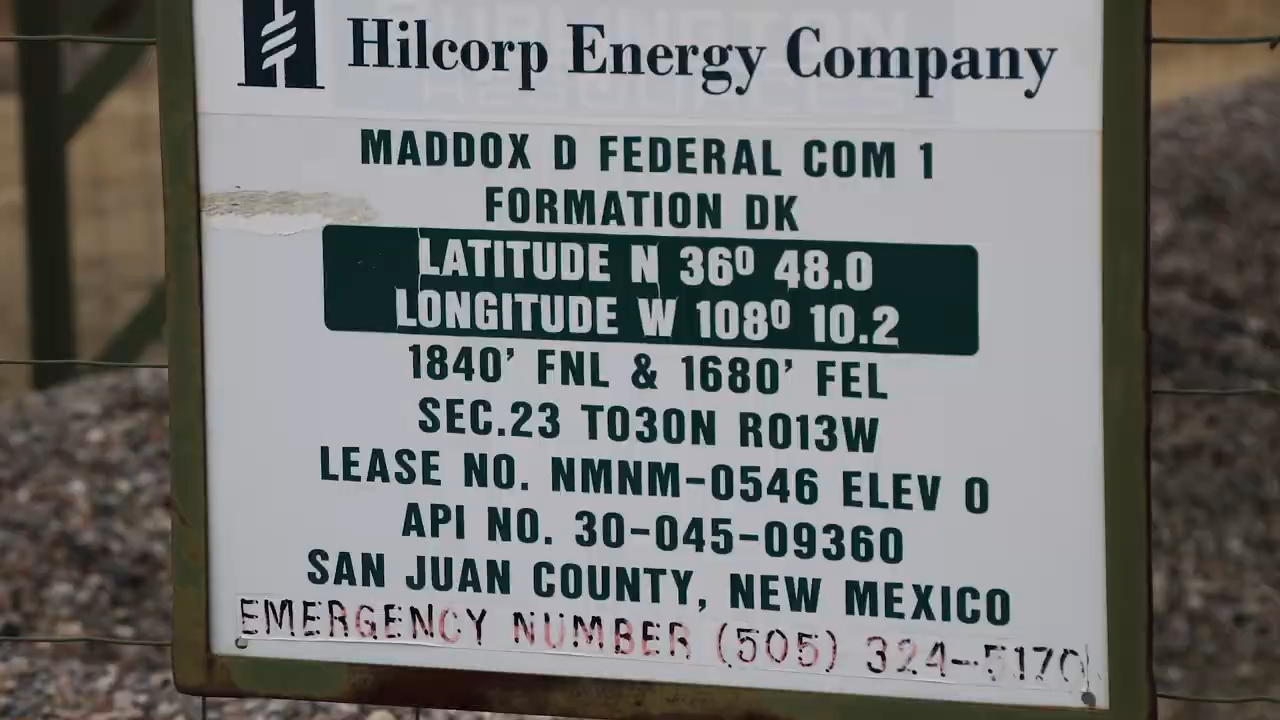 Hilcorp Energy Company
MADDOX D FEDERAL COM 1
FORMATION DK
LATITUDE N 36º 48.0
LONGITUDE W 108º 10.2
1840' FNL & 1680' FEL
SEC.23 T030N R013W
LEASE NO. NMNM-0546 ELEV 0
API NO. 30-045-09360
SAN JUAN COUNTY, NEW MEXICO
EMERGENCY NUMBER (505) 324-5170